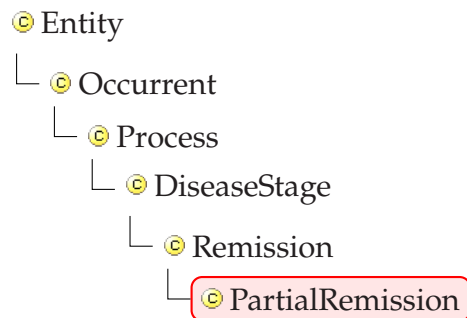 C Entity
C Occurrent
C Process
C DiseaseStage
C Remission
C PartialRemission